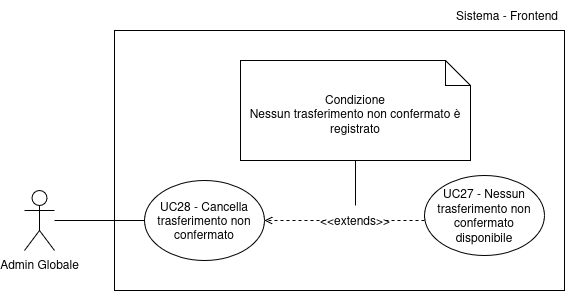 Sistema - Frontend
Condizione
Nessun trasferimento non confermato è
registrato
UC28 - Cancella
trasferimento non
confermato
<<extends>>
UC27 - Nessun
trasferimento non
confermato
disponibile
Admin Globale